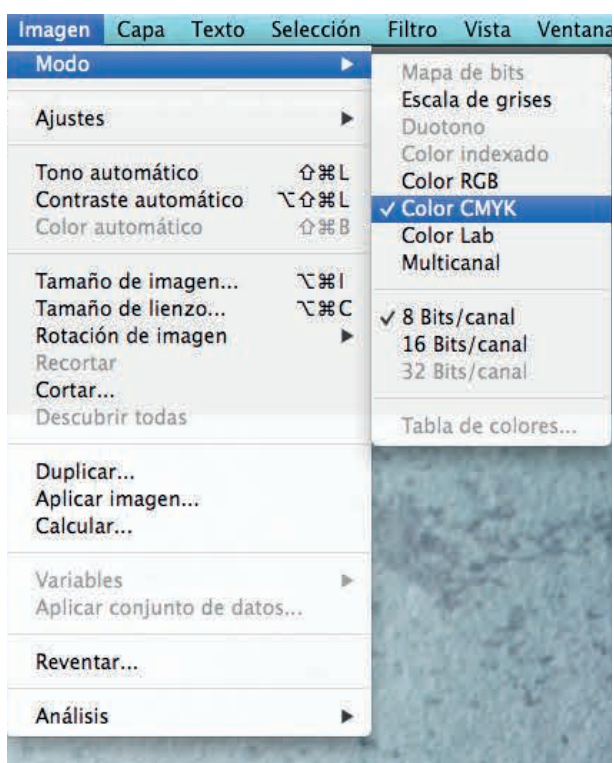 Imagen Capa Texto Selección Filtro Vista
Modo ▶
Ajustes ▶
Tono automático ⇧⌘L
Contraste automático ⌥⇧⌘L
Color automático ⇧⌘B
Tamaño de imagen... ⌥⌘I
Tamaño de lienzo... ⌥⌘C
Rotación de imagen ▶
Recortar
Cortar...
Descubrir todas
Duplicar...
Aplicar imagen...
Calcular...
Variables ▶
Aplicar conjunto de datos...
Reventar...
Análisis ▶
Mapa de bits
Escala de grises
Duotono
Color indexado
Color RGB
✓ Color CMYK
Color Lab
Multicanal
✓ 8 Bits/canal
16 Bits/canal
32 Bits/canal
Tabla de colores...